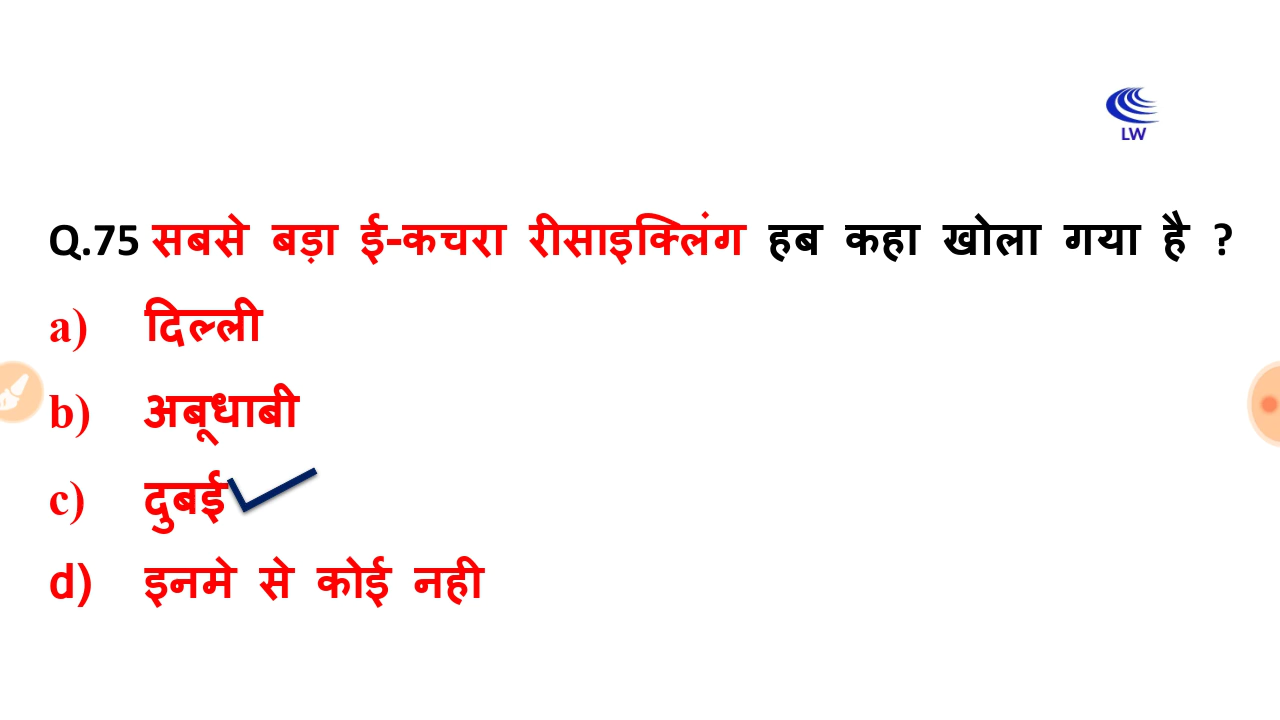 LW
Q.75 सबसे बड़ा ई-कचरा रीसाइक्लिंग हब कहा खोला गया है ?
a) दिल्ली
b) अबूधाबी
c) दुबई
d) इनमे से कोई नही